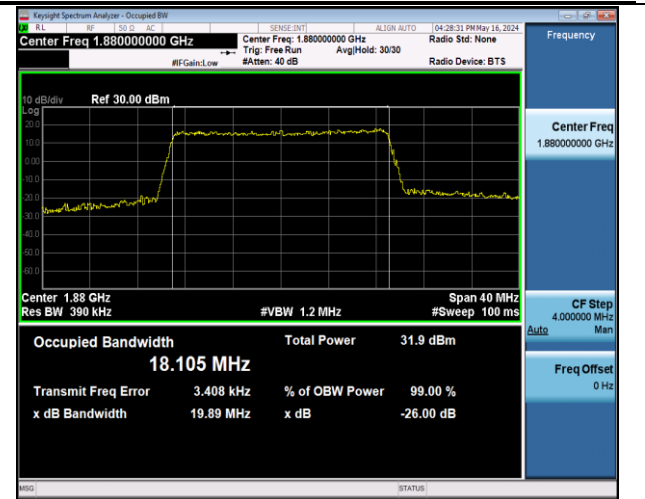 Keysight Spectrum Analyzer - Occupied BW
RL RF 50 Ω AC SENSE:INT ALIGN AUTO 04:28:31 PM May 16, 2024
Center Freq 1.880000000 GHz
Center Freq: 1.880000000 GHz Radio Std: None
Trig: Free Run Avg|Hold: 30/30
#IFGain:Low #Atten: 40 dB Radio Device: BTS
Frequency
10 dB/div Ref 30.00 dBm
Log
20.0
10.0
0.00
-10.0
-20.0
-30.0
-40.0
-50.0
-60.0
Center Freq
1.880000000 GHz
Center 1.88 GHz Span 40 MHz
Res BW 390 kHz #VBW 1.2 MHz #Sweep 100 ms
CF Step
4.000000 MHz
Auto Man
Occupied Bandwidth Total Power 31.9 dBm
18.105 MHz
Transmit Freq Error 3.408 kHz % of OBW Power 99.00 %
x dB Bandwidth 19.89 MHz x dB -26.00 dB
Freq Offset
0 Hz
MSG STATUS